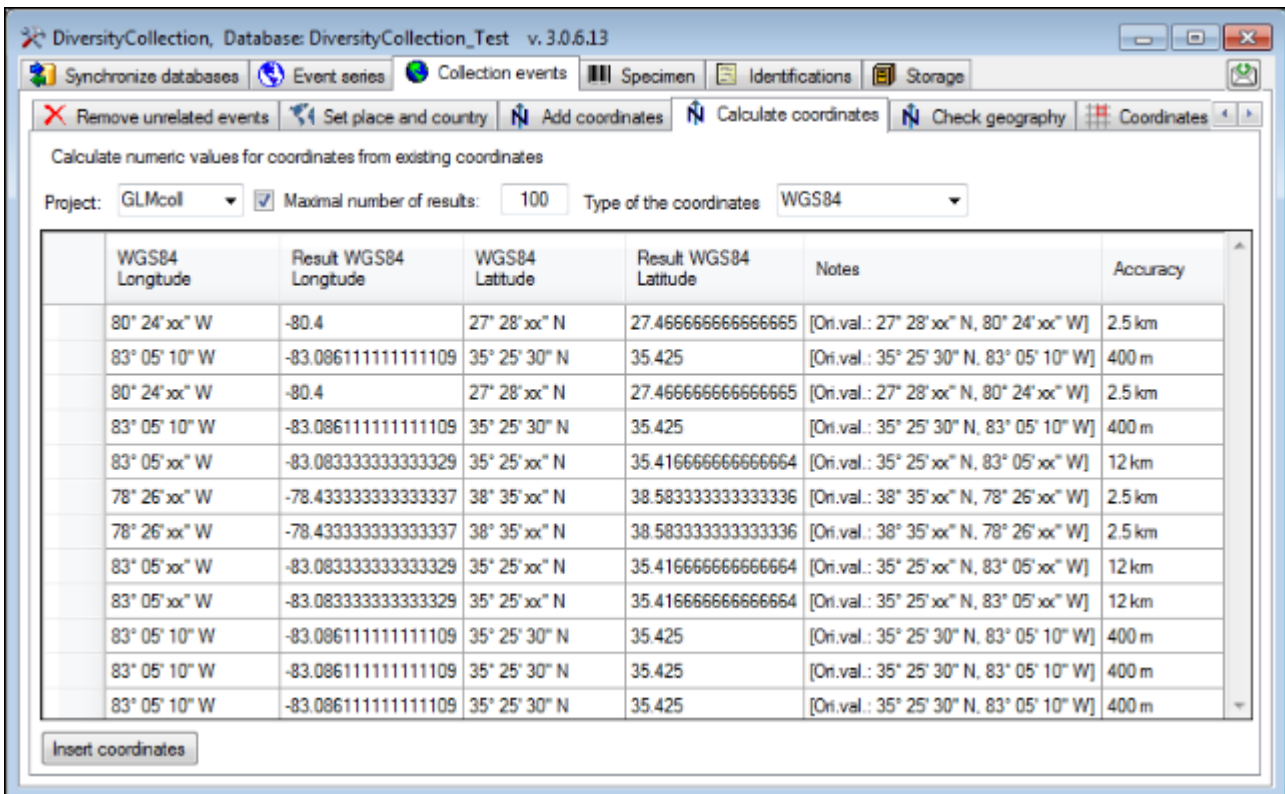 DiversityCollection, Database: DiversityCollection_Test v. 3.0.6.13
Synchronize databases Event series Collection events Specimen Identifications Storage
Remove unrelated events Set place and country Add coordinates Calculate coordinates Check geography Coordinates
Calculate numeric values for coordinates from existing coordinates
Project: GLMcoll Maximal number of results: 100 Type of the coordinates WGS84
WGS84 Longitude Result WGS84 Longitude WGS84 Latitude Result WGS84 Latitude Notes Accuracy
80° 24' xx" W -80.4 27° 28' xx" N 27.466666666666665 [Ori.val.: 27° 28' xx" N, 80° 24' xx" W] 2.5 km
83° 05' 10" W -83.086111111111109 35° 25' 30" N 35.425 [Ori.val.: 35° 25' 30" N, 83° 05' 10" W] 400 m
80° 24' xx" W -80.4 27° 28' xx" N 27.466666666666665 [Ori.val.: 27° 28' xx" N, 80° 24' xx" W] 2.5 km
83° 05' 10" W -83.086111111111109 35° 25' 30" N 35.425 [Ori.val.: 35° 25' 30" N, 83° 05' 10" W] 400 m
83° 05' xx" W -83.083333333333329 35° 25' xx" N 35.416666666666664 [Ori.val.: 35° 25' xx" N, 83° 05' xx" W] 12 km
78° 26' xx" W -78.433333333333337 38° 35' xx" N 38.583333333333336 [Ori.val.: 38° 35' xx" N, 78° 26' xx" W] 2.5 km
78° 26' xx" W -78.433333333333337 38° 35' xx" N 38.583333333333336 [Ori.val.: 38° 35' xx" N, 78° 26' xx" W] 2.5 km
83° 05' xx" W -83.083333333333329 35° 25' xx" N 35.416666666666664 [Ori.val.: 35° 25' xx" N, 83° 05' xx" W] 12 km
83° 05' xx" W -83.083333333333329 35° 25' xx" N 35.416666666666664 [Ori.val.: 35° 25' xx" N, 83° 05' xx" W] 12 km
83° 05' 10" W -83.086111111111109 35° 25' 30" N 35.425 [Ori.val.: 35° 25' 30" N, 83° 05' 10" W] 400 m
83° 05' 10" W -83.086111111111109 35° 25' 30" N 35.425 [Ori.val.: 35° 25' 30" N, 83° 05' 10" W] 400 m
83° 05' 10" W -83.086111111111109 35° 25' 30" N 35.425 [Ori.val.: 35° 25' 30" N, 83° 05' 10" W] 400 m
Insert coordinates